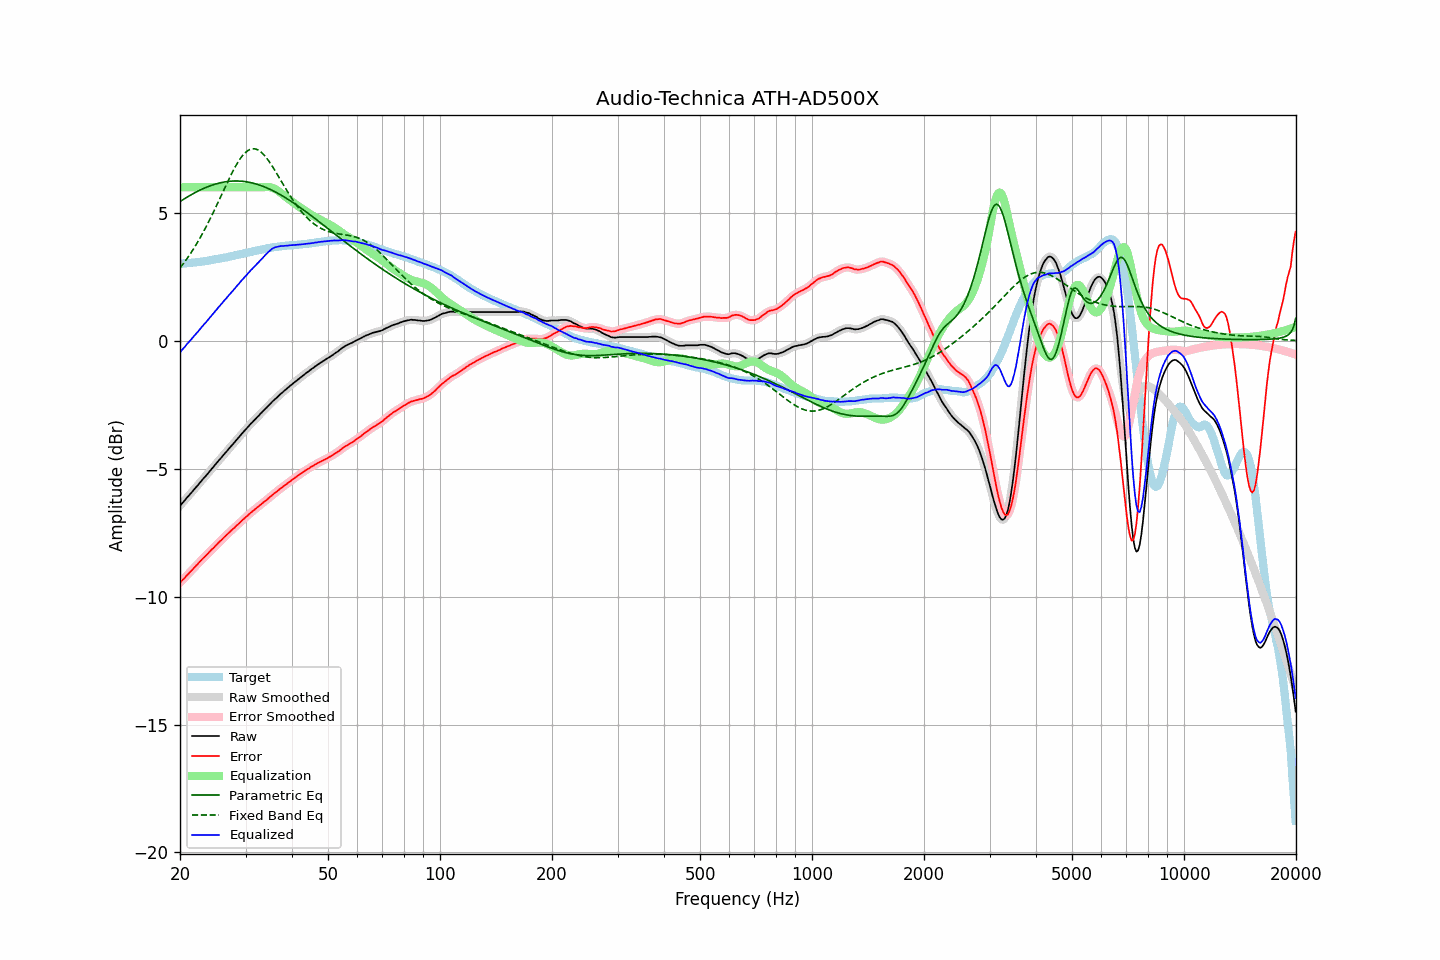 Audio-Technica ATH-AD500X
Amplitude (dBr)
5
0
−5
−10
−15
−20
Target
Raw Smoothed
Error Smoothed
Raw
Error
Equalization
Parametric Eq
Fixed Band Eq
Equalized
20 50 100 200 500 1000 2000 5000 10000 20000
Frequency (Hz)